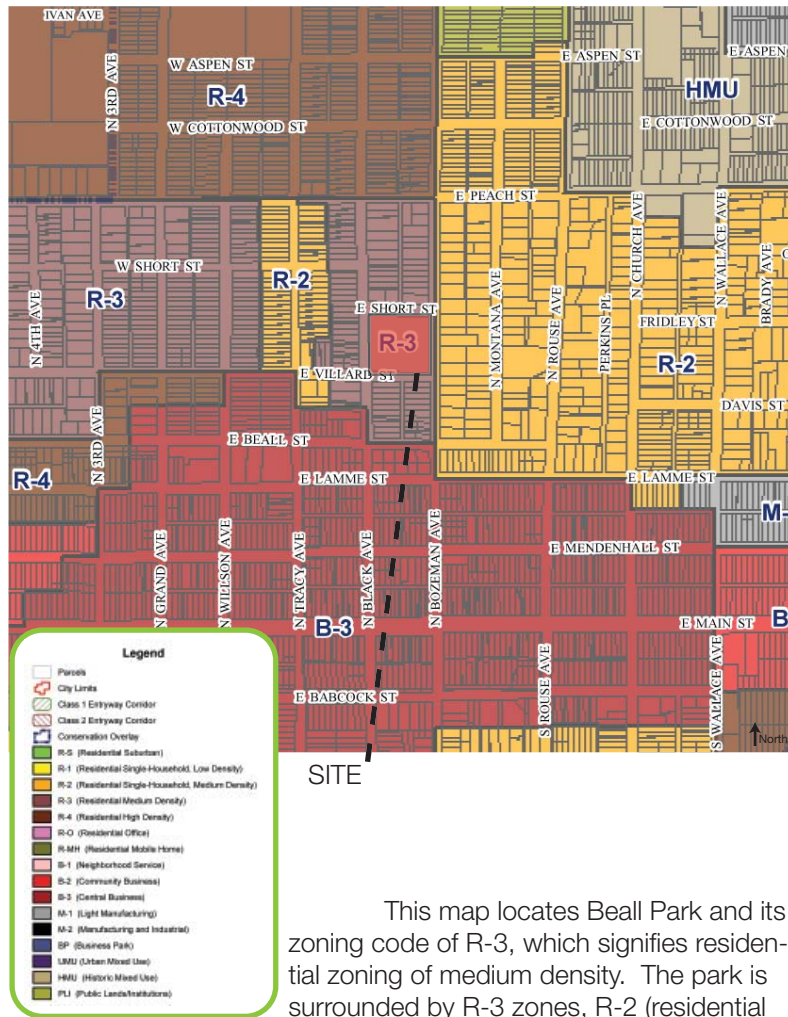 IVAN AVE
N 3RD AVE
W ASPEN ST
E ASPEN ST
E ASPEN
R-4
HMU
W COTTONWOOD ST
E COTTONWOOD ST
E PEACH ST
W SHORT ST
N 4TH AVE
R-3
R-2
E SHORT ST
R-3
E VILLARD ST
N MONTANA AVE
N ROUSE AVE
PERKINS PL
N CHURCH AVE
N WALLACE AVE
BRADY AVE
FRIDLEY ST
R-2
DAVIS ST
N 3RD AVE
E BEALL ST
R-4
E LAMME ST
E LAMME ST
M-
N GRAND AVE
N WILLSON AVE
N TRACY AVE
N BLACK AVE
N BOZEMAN AVE
E MENDENHALL ST
B-3
E MAIN ST
B
E BABCOCK ST
S ROUSE AVE
S WALLACE AVE
North
SITE
Legend
Parcels
City Limits
Class 1 Entryway Corridor
Class 2 Entryway Corridor
Conservation Overlay
R-S (Residential Suburban)
R-1 (Residential Single-Household, Low Density)
R-2 (Residential Single-Household, Medium Density)
R-3 (Residential Medium Density)
R-4 (Residential High Density)
R-O (Residential Office)
R-MH (Residential Mobile Home)
B-1 (Neighborhood Service)
B-2 (Community Business)
B-3 (Central Business)
M-1 (Light Manufacturing)
M-2 (Manufacturing and Industrial)
BP (Business Park)
UMU (Urban Mixed Use)
HMU (Historic Mixed Use)
PLI (Public Lands/Institutions)
This map locates Beall Park and its
zoning code of R-3, which signifies residen-
tial zoning of medium density. The park is
surrounded by R-3 zones, R-2 (residential